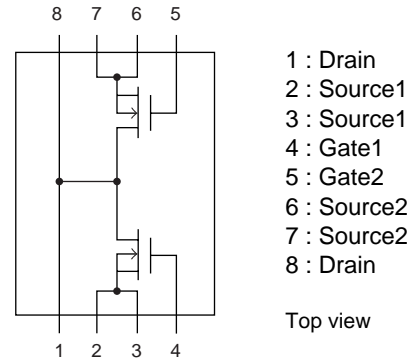 8 7 6 5
1 : Drain
2 : Source1
3 : Source1
4 : Gate1
5 : Gate2
6 : Source2
7 : Source2
8 : Drain
Top view
1 2 3 4